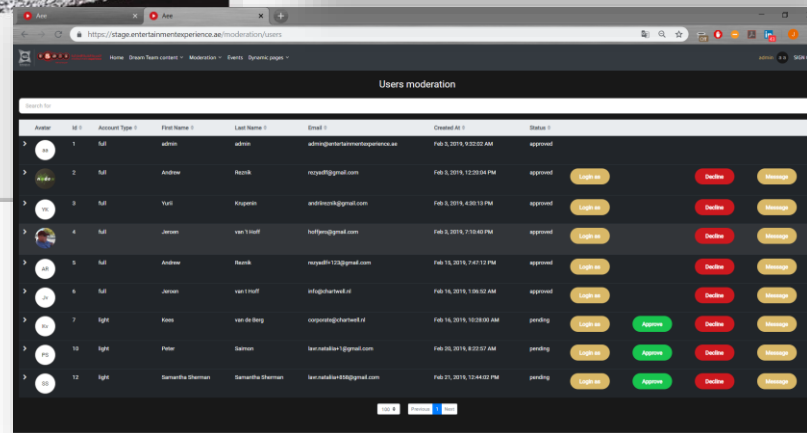 Aee
Aee
https://stage.entertainmentexperience.ae/moderation/users
Home Dream Team content Moderation Events Dynamic pages
admin
SIGN
Users moderation
Search for
Avatar Id Account Type First Name Last Name Email Created At Status
1 full admin admin admin@entertainmentexperience.ae Feb 3, 2019, 9:32:02 AM approved
2 full Andrew Reznik rezyadf@gmail.com Feb 3, 2019, 12:20:04 PM approved Login as Decline Message
YK 3 full Yurii Krupenin andriireznik@gmail.com Feb 3, 2019, 4:30:13 PM approved Login as Decline Message
4 full Jeroen van 't Hoff hoffjero@gmail.com Feb 3, 2019, 7:10:40 PM approved Login as Decline Message
AR 5 full Andrew Reznik rezyadf+123@gmail.com Feb 15, 2019, 7:47:12 PM approved Login as Decline Message
Jv 6 full Jeroen van t Hoff info@chartwell.nl Feb 16, 2019, 1:06:52 AM approved Login as Decline Message
Kv 7 light Kees van de Berg corporate@chartwell.nl Feb 16, 2019, 10:28:00 AM pending Login as Approve Decline Message
PS 10 light Peter Salmon lavr.nataliia+1@gmail.com Feb 20, 2019, 8:22:57 AM pending Login as Approve Decline Message
SS 12 light Samantha Sherman Samantha Sherman lavr.nataliia+858@gmail.com Feb 21, 2019, 12:44:02 PM pending Login as Approve Decline Message
100 Previous 1 Next